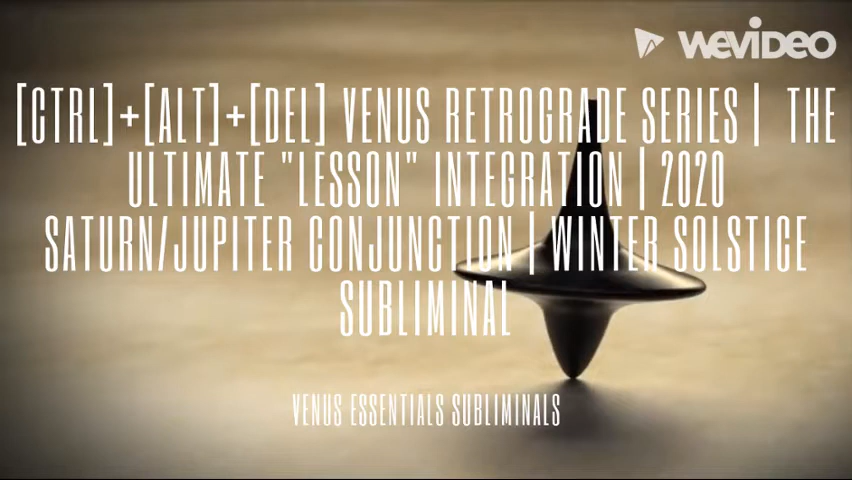 WEVIDEO
[CTRL]+[ALT]+[DEL] VENUS RETROGRADE SERIES | THE
ULTIMATE "LESSON" INTEGRATION | 2020
SATURN/JUPITER CONJUNCTION | WINTER SOLSTICE
SUBLIMINAL
VENUS ESSENTIALS SUBLIMINALS